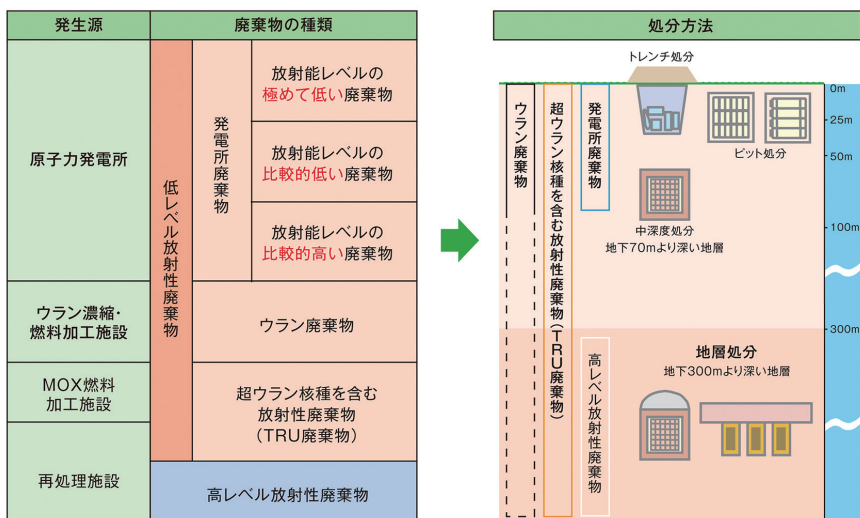 発生源
廃棄物の種類
原子力発電所
低レベル放射性廃棄物
発電所廃棄物
放射能レベルの
極めて低い廃棄物
放射能レベルの
比較的低い廃棄物
放射能レベルの
比較的高い廃棄物
ウラン濃縮・
燃料加工施設
ウラン廃棄物
MOX燃料
加工施設
超ウラン核種を含む
放射性廃棄物
(TRU廃棄物)
再処理施設
高レベル放射性廃棄物
処分方法
トレンチ処分
ウラン廃棄物
超ウラン核種を含む放射性廃棄物(TRU廃棄物)
発電所廃棄物
ピット処分
中深度処分
地下70mより深い地層
高レベル放射性廃棄物
地層処分
地下300mより深い地層
0m
25m
50m
100m
300m